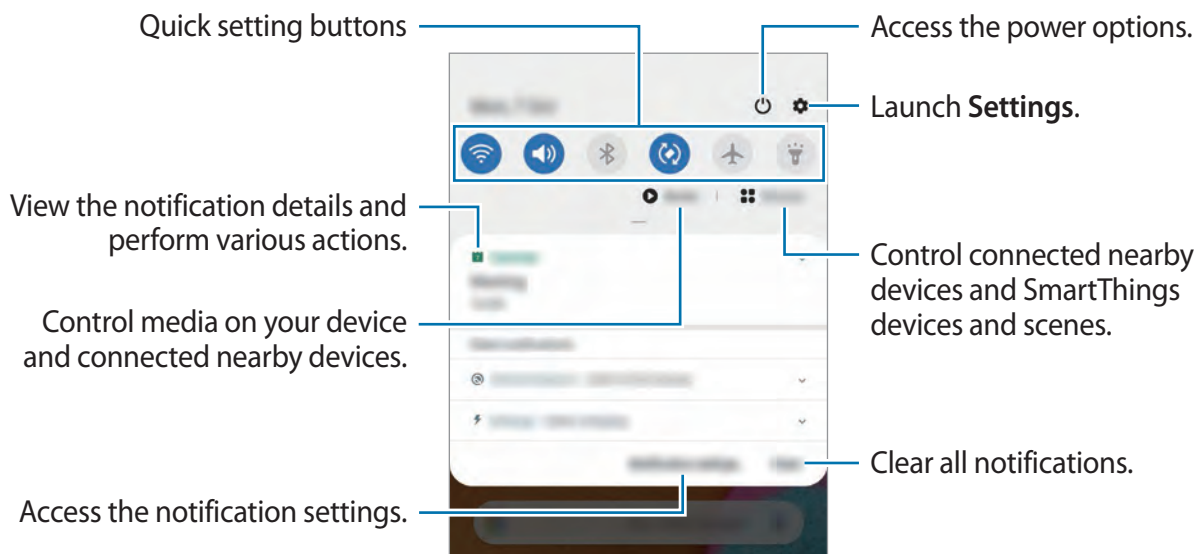 Quick setting buttons
Access the power options.
Launch Settings.
View the notification details and
perform various actions.
Control connected nearby
devices and SmartThings
devices and scenes.
Control media on your device
and connected nearby devices.
Clear all notifications.
Access the notification settings.